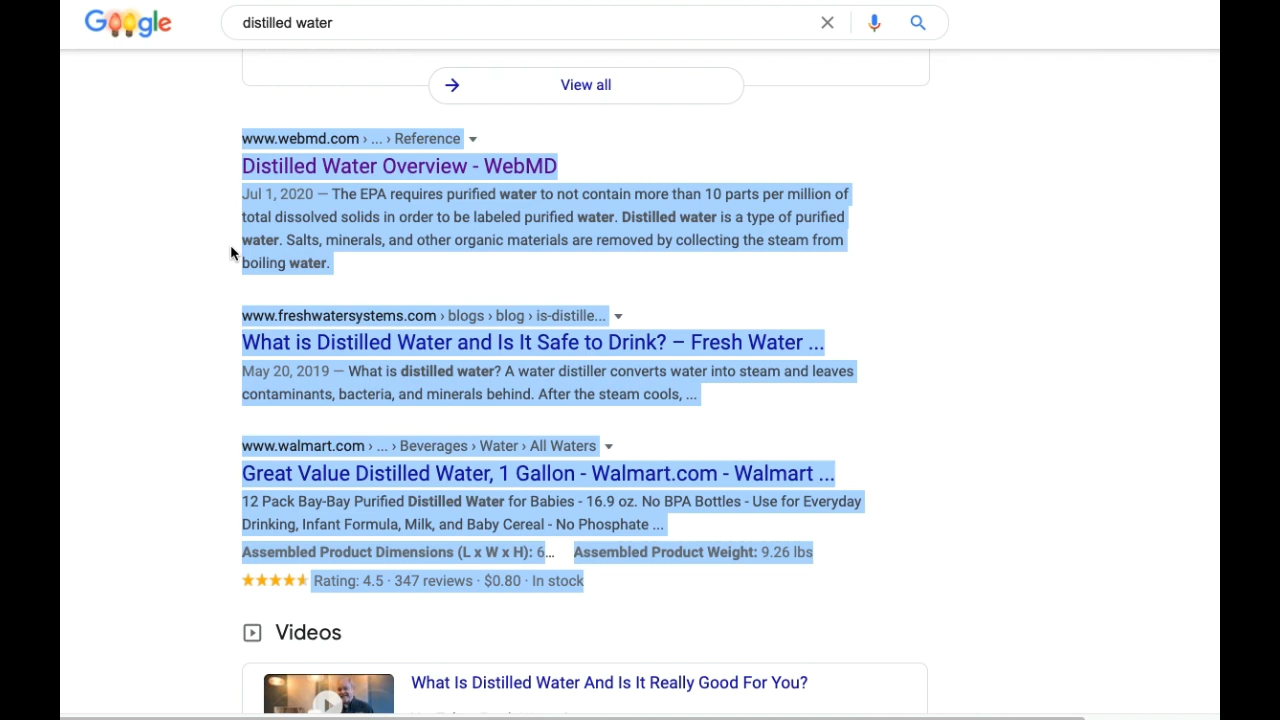 Google
distilled water
View all
www.webmd.com › ... › Reference
Distilled Water Overview - WebMD
Jul 1, 2020 — The EPA requires purified water to not contain more than 10 parts per million of
total dissolved solids in order to be labeled purified water. Distilled water is a type of purified
water. Salts, minerals, and other organic materials are removed by collecting the steam from
boiling water.
www.freshwatersystems.com › blogs › blog › is-distille...
What is Distilled Water and Is It Safe to Drink? – Fresh Water ...
May 20, 2019 — What is distilled water? A water distiller converts water into steam and leaves
contaminants, bacteria, and minerals behind. After the steam cools, ...
www.walmart.com › ... › Beverages › Water › All Waters
Great Value Distilled Water, 1 Gallon - Walmart.com - Walmart ...
12 Pack Bay-Bay Purified Distilled Water for Babies - 16.9 oz. No BPA Bottles - Use for Everyday
Drinking, Infant Formula, Milk, and Baby Cereal - No Phosphate ...
Assembled Product Dimensions (L x W x H): 6... Assembled Product Weight: 9.26 lbs
Rating: 4.5 · 347 reviews · $0.80 · In stock
Videos
What Is Distilled Water And Is It Really Good For You?